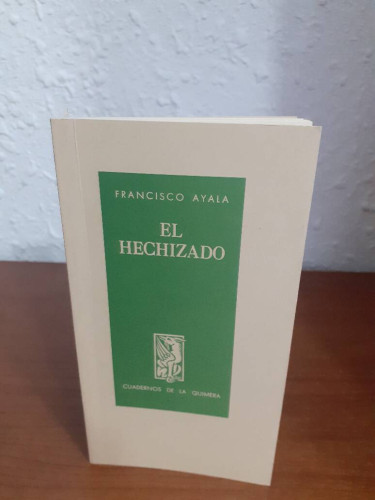 FRANCISCO AYALA
EL
HECHIZADO
CUADERNOS DE LA QUIMERA